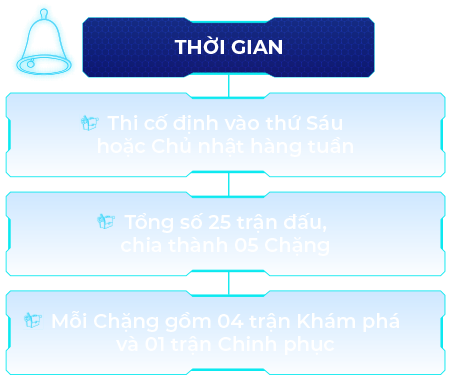 THỜI GIAN
Thi cố định vào thứ Sáu
hoặc Chủ nhật hàng tuần
Tổng số 25 trận đấu,
chia thành 05 Chặng
Mỗi Chặng gồm 04 trận Khám phá
và 01 trận Chinh phục